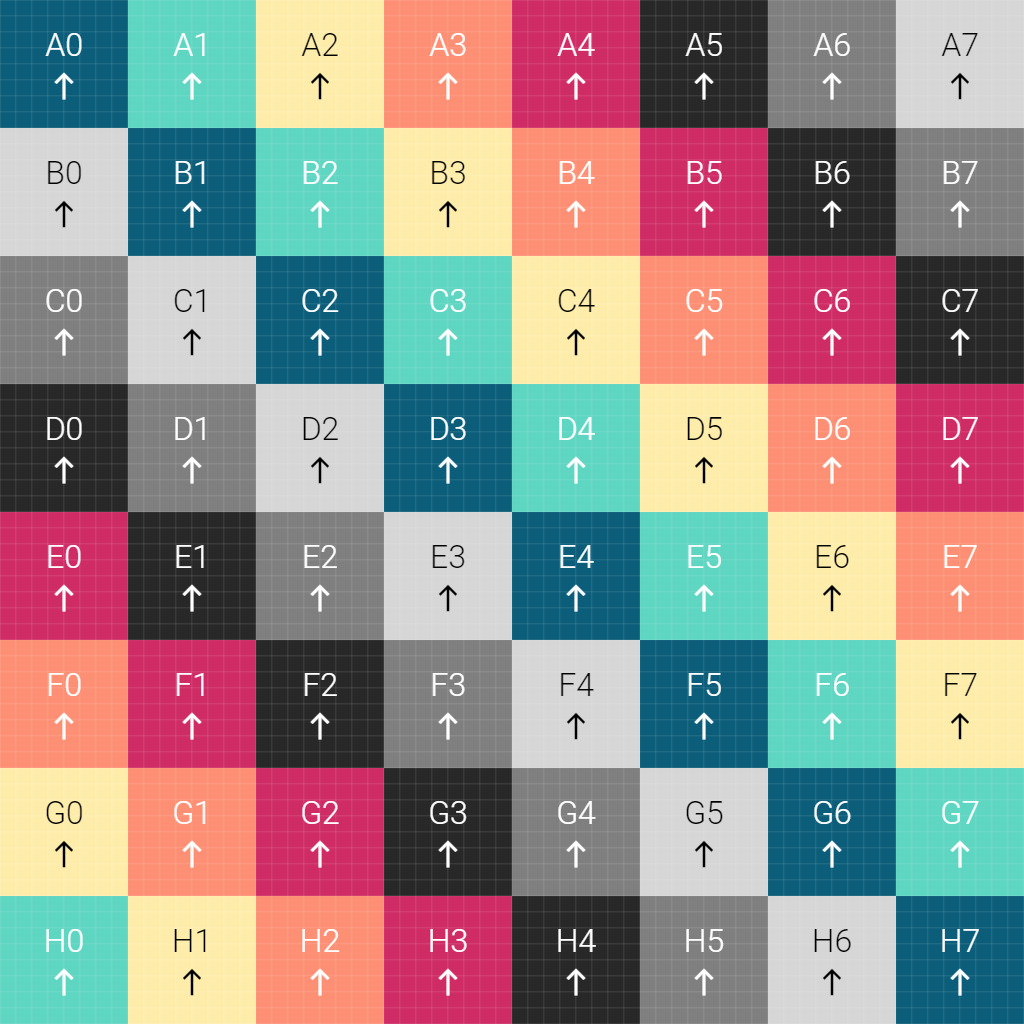 A0 A1 A2 A3 A4 A5 A6 A7
↑ ↑ ↑ ↑ ↑ ↑ ↑ ↑
B0 B1 B2 B3 B4 B5 B6 B7
↑ ↑ ↑ ↑ ↑ ↑ ↑ ↑
C0 C1 C2 C3 C4 C5 C6 C7
↑ ↑ ↑ ↑ ↑ ↑ ↑ ↑
D0 D1 D2 D3 D4 D5 D6 D7
↑ ↑ ↑ ↑ ↑ ↑ ↑ ↑
E0 E1 E2 E3 E4 E5 E6 E7
↑ ↑ ↑ ↑ ↑ ↑ ↑ ↑
F0 F1 F2 F3 F4 F5 F6 F7
↑ ↑ ↑ ↑ ↑ ↑ ↑ ↑
G0 G1 G2 G3 G4 G5 G6 G7
↑ ↑ ↑ ↑ ↑ ↑ ↑ ↑
H0 H1 H2 H3 H4 H5 H6 H7
↑ ↑ ↑ ↑ ↑ ↑ ↑ ↑